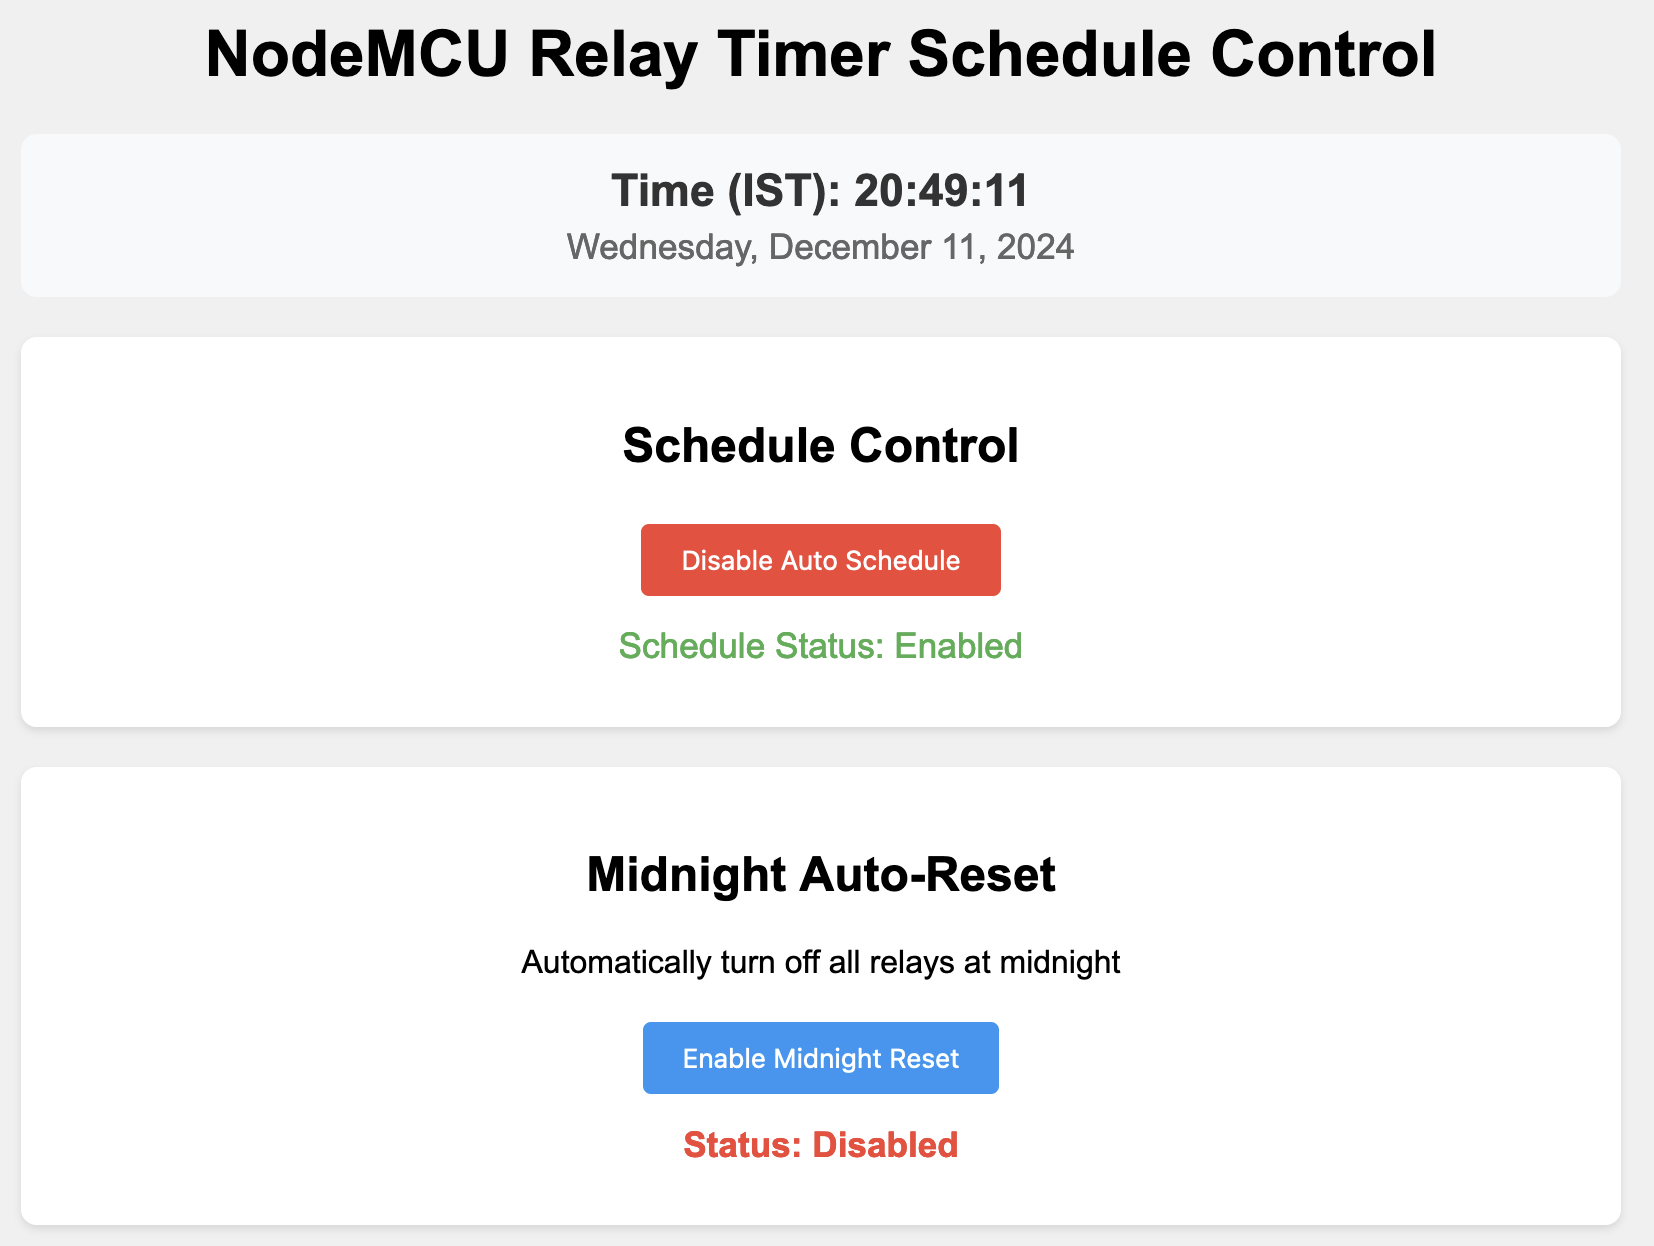 NodeMCU Relay Timer Schedule Control
Time (IST): 20:49:11
Wednesday, December 11, 2024
Schedule Control
Disable Auto Schedule
Schedule Status: Enabled
Midnight Auto-Reset
Automatically turn off all relays at midnight
Enable Midnight Reset
Status: Disabled